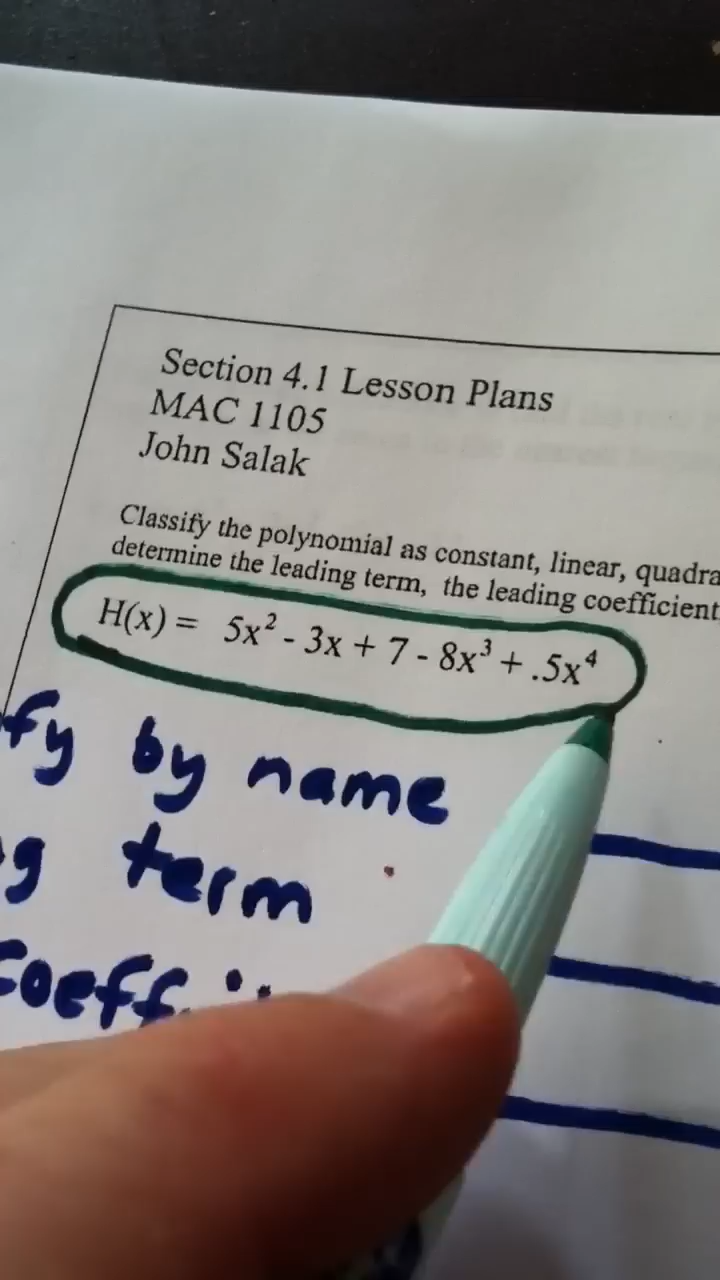 Section 4.1 Lesson Plans
MAC 1105
John Salak
Classify the polynomial as constant, linear, quadra
determine the leading term, the leading coefficient
H(x) = 5x² - 3x + 7 - 8x³ + .5x⁴
fy by name
g term
coeff